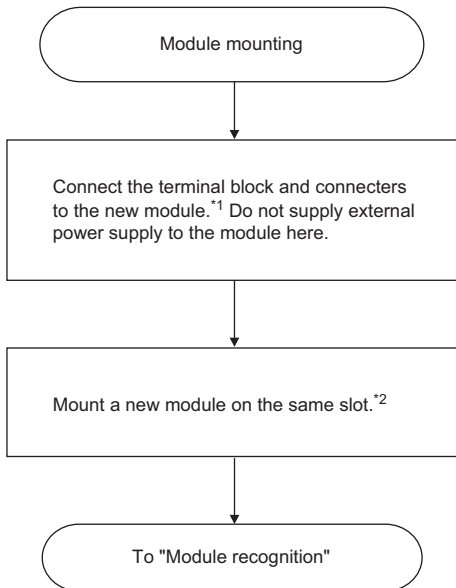 Module mounting
Connect the terminal block and connecters
to the new module.*1 Do not supply external
power supply to the module here.
Mount a new module on the same slot.*2
To "Module recognition"